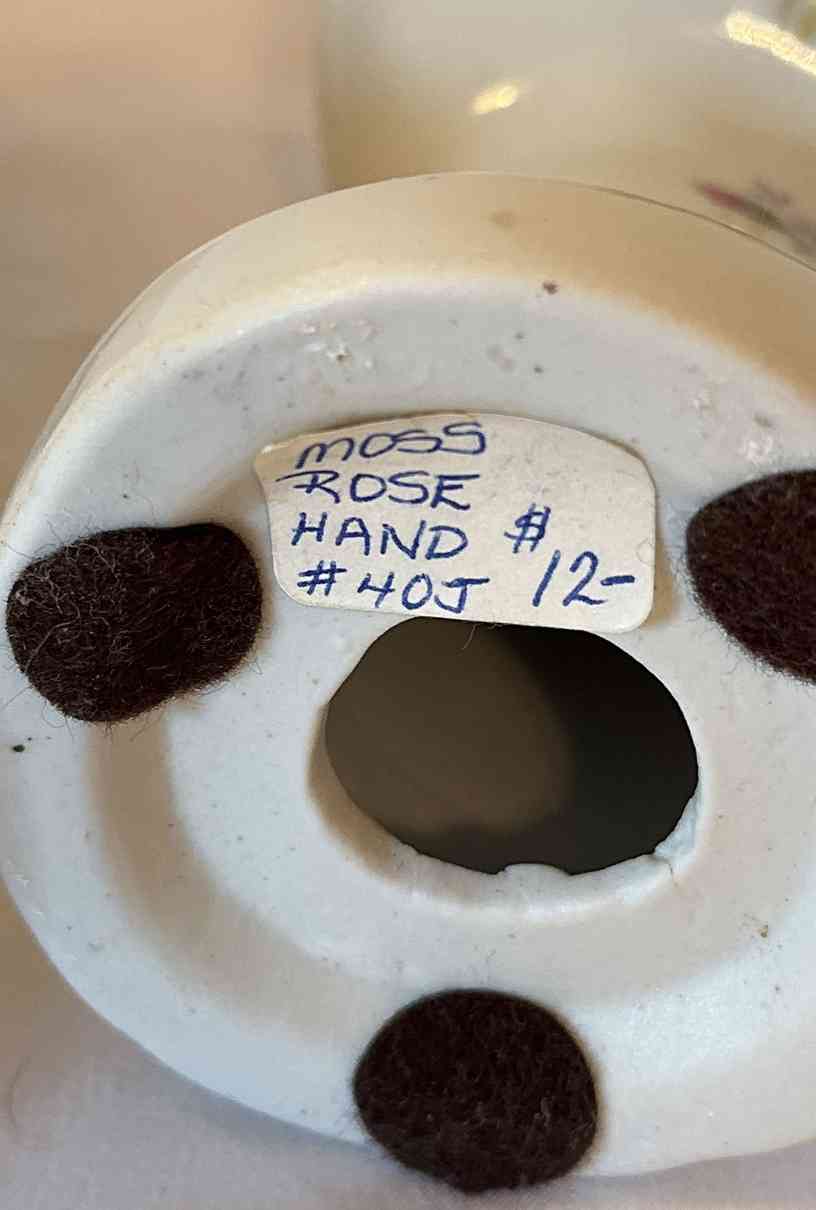 MOSS
ROSE
HAND $
#40J 12-